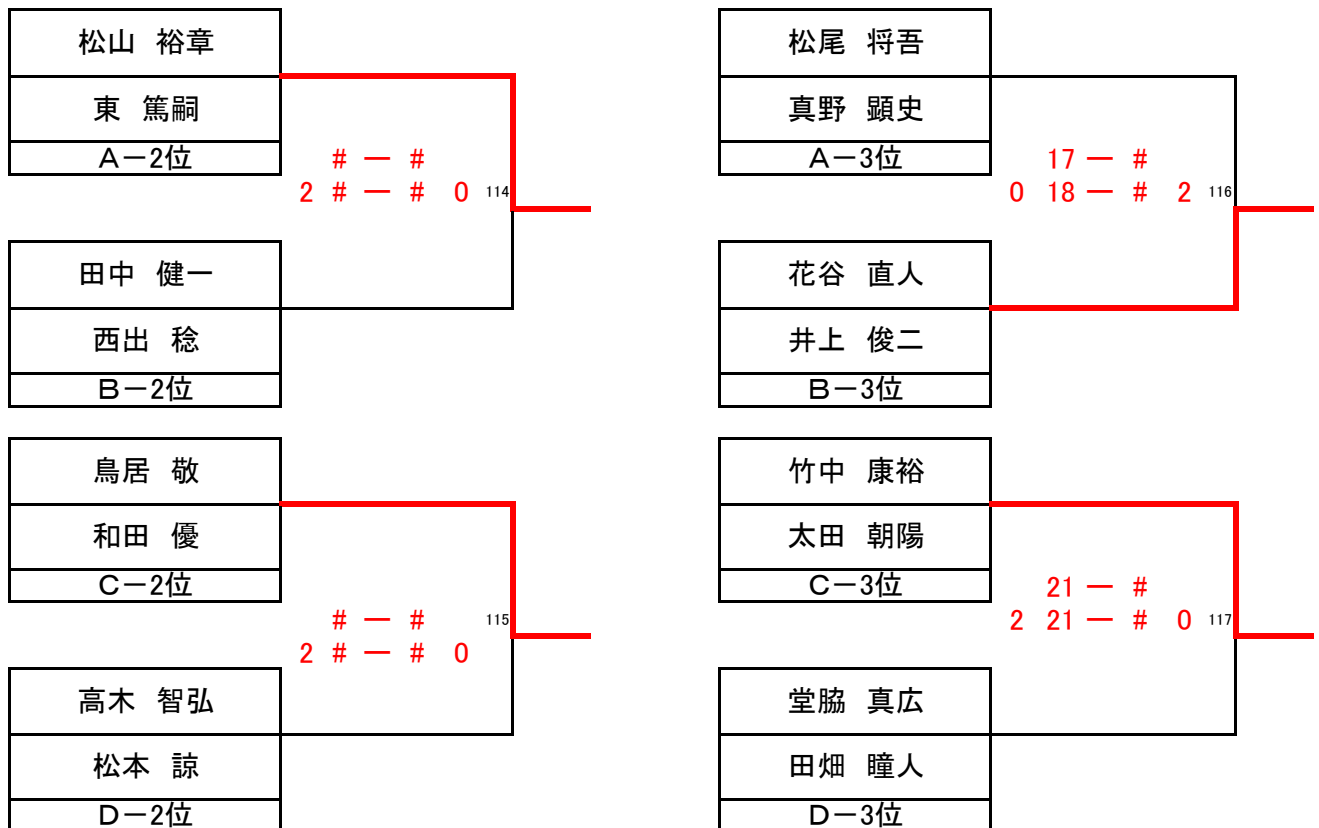 松山 裕章
東 篤嗣
A－2位
# ー #
2 # ー # 0 114
田中 健一
西出 稔
B－2位
鳥居 敬
和田 優
C－2位
# ー #
115
2 # ー # 0
高木 智弘
松本 諒
D－2位
松尾 将吾
真野 顕史
A－3位
17 ー #
0 18 ー # 2 116
花谷 直人
井上 俊二
B－3位
竹中 康裕
太田 朝陽
C－3位
21 ー #
2 21 ー # 0 117
堂脇 真広
田畑 瞳人
D－3位